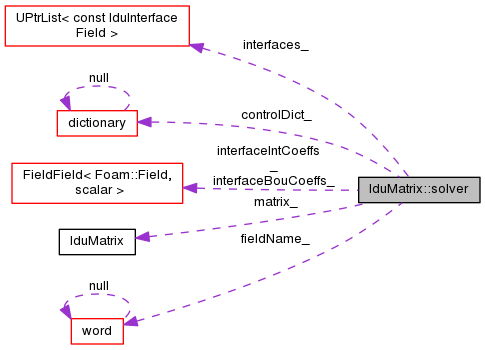 UPtrList< const lduInterface
Field >
interfaces_
null
controlDict_
dictionary
interfaceIntCoeffs
_
interfaceBouCoeffs_
FieldField< Foam::Field,
scalar >
lduMatrix::solver
matrix_
lduMatrix
fieldName_
null
word